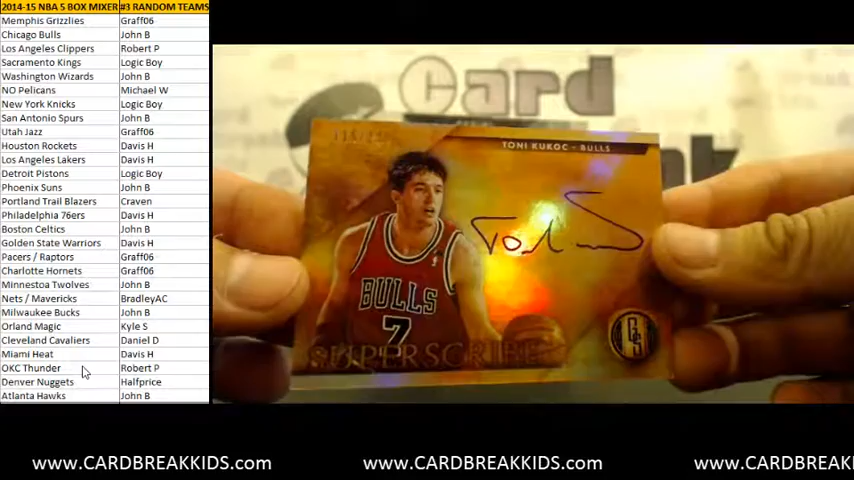 2014-15 NBA 5 BOX MIXER #3 RANDOM TEAMS
Memphis Grizzlies Graff06
Chicago Bulls John B
Los Angeles Clippers Robert P
Sacramento Kings Logic Boy
Washington Wizards John B
NO Pelicans Michael W
New York Knicks Logic Boy
San Antonio Spurs John B
Utah Jazz Graff06
Houston Rockets Davis H
Los Angeles Lakers Davis H
Detroit Pistons Logic Boy
Phoenix Suns John B
Portland Trail Blazers Craven
Philadelphia 76ers Davis H
Boston Celtics John B
Golden State Warriors Davis H
Pacers / Raptors Graff06
Charlotte Hornets Graff06
Minnestoa Twolves John B
Nets / Mavericks BradleyAC
Milwaukee Bucks John B
Orland Magic Kyle S
Cleveland Cavaliers Daniel D
Miami Heat Davis H
OKC Thunder Robert P
Denver Nuggets Halfprice
Atlanta Hawks John B
Card
TONI KUKOC - BULLS
BULLS
7
GS
www.CARDBREAKKIDS.com www.CARDBREAKKIDS.com www.CARDBREAKKIDS